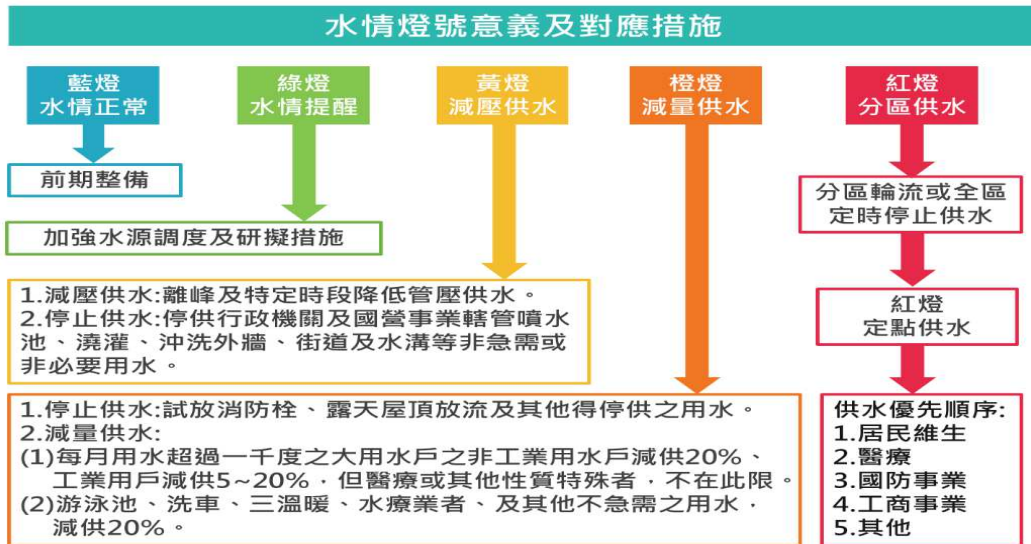 水情燈號意義及對應措施
藍燈
水情正常
綠燈
水情提醒
黃燈
減壓供水
橙燈
減量供水
紅燈
分區供水
前期整備
加強水源調度及研擬措施
1.減壓供水:離峰及特定時段降低管壓供水。
2.停止供水:停供行政機關及國營事業轄管噴水
池、澆灌、沖洗外牆、街道及水溝等非急需或
非必要用水。
1.停止供水:試放消防栓、露天屋頂放流及其他得停供之用水。
2.減量供水:
(1)每月用水超過一千度之大用水戶之非工業用水戶減供20%、
工業用戶減供5~20%,但醫療或其他性質特殊者,不在此限。
(2)游泳池、洗車、三溫暖、水療業者、及其他不急需之用水,
減供20%。
分區輪流或全區
定時停止供水
紅燈
定點供水
供水優先順序:
1.居民維生
2.醫療
3.國防事業
4.工商事業
5.其他